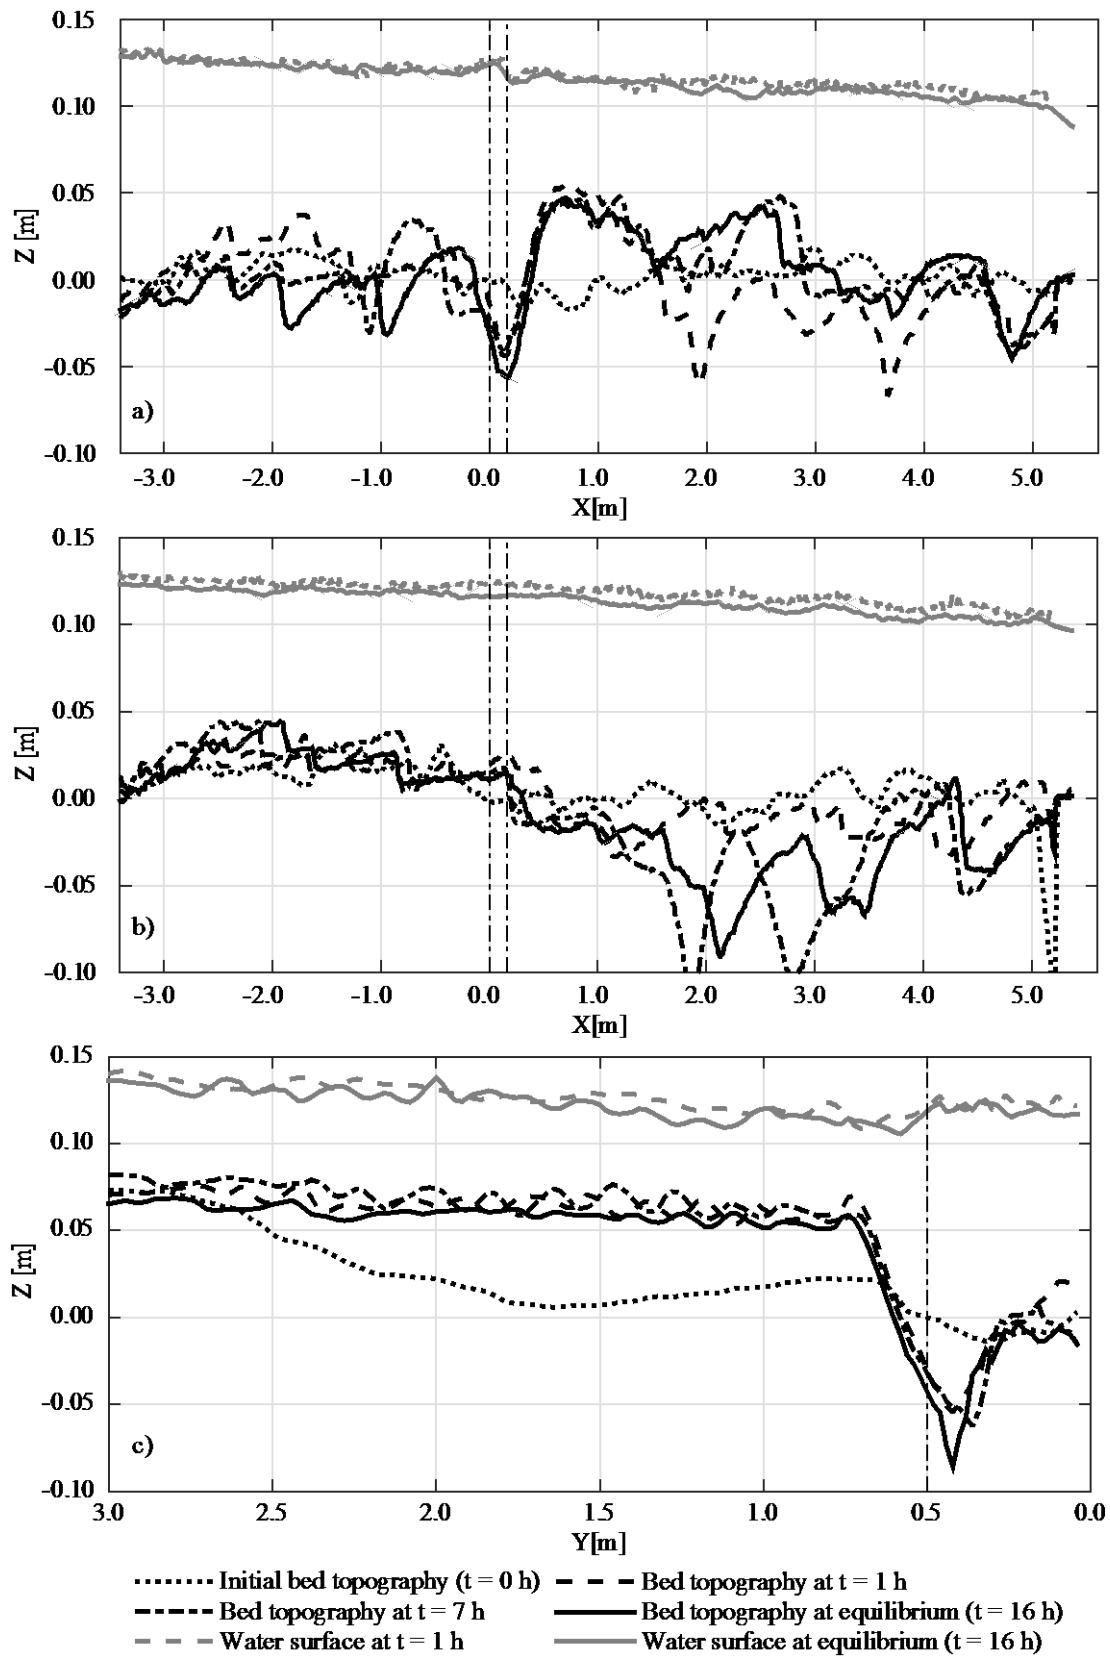 0.15
0.10
0.05
0.00
-0.05
-0.10
Z [m]
a)
-3.0 -2.0 -1.0 0.0 1.0 2.0 3.0 4.0 5.0
X[m]
0.15
0.10
0.05
0.00
-0.05
-0.10
Z [m]
b)
-3.0 -2.0 -1.0 0.0 1.0 2.0 3.0 4.0 5.0
X[m]
0.15
0.10
0.05
0.00
-0.05
-0.10
Z [m]
c)
3.0 2.5 2.0 1.5 1.0 0.5 0.0
Y[m]
Initial bed topography (t = 0 h) Bed topography at t = 1 h
Bed topography at t = 7 h Bed topography at equilibrium (t = 16 h)
Water surface at t = 1 h Water surface at equilibrium (t = 16 h)